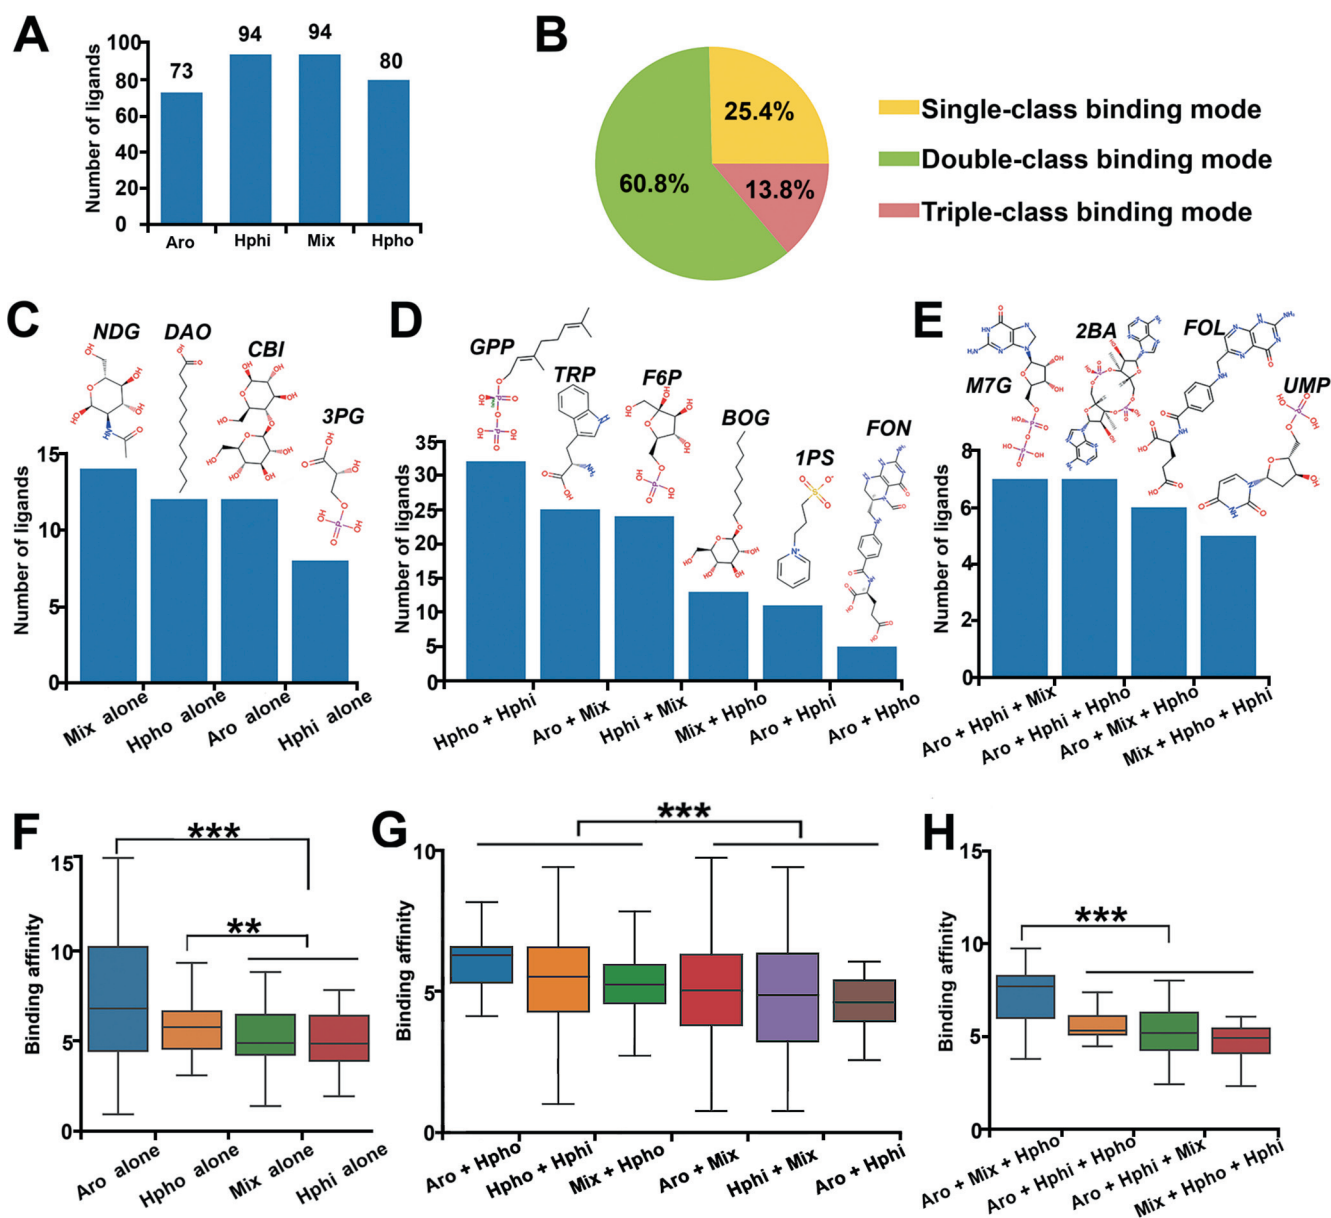 A
Number of ligands
100
80
60
40
20
0
73
94
94
80
Aro
Hphi
Mix
Hpho
B
25.4%
60.8%
13.8%
Single-class binding mode
Double-class binding mode
Triple-class binding mode
C
NDG
DAO
CBI
3PG
Number of ligands
15
10
5
0
Mix alone
Hpho alone
Aro alone
Hphi alone
D
GPP
TRP
F6P
BOG
1PS
FON
Number of ligands
35
30
25
20
15
10
5
0
Hpho + Hphi
Aro + Mix
Hphi + Mix
Mix + Hpho
Aro + Hphi
Aro + Hpho
E
M7G
2BA
FOL
UMP
Number of ligands
8
6
4
2
0
Aro + Hphi + Mix
Aro + Hphi + Hpho
Aro + Mix + Hpho
Mix + Hpho + Hphi
F
***
**
Binding affinity
15
10
5
0
Aro alone
Hpho alone
Mix alone
Hphi alone
G
***
Binding affinity
10
5
0
Aro + Hpho
Hpho + Hphi
Mix + Hpho
Aro + Mix
Hphi + Mix
Aro + Hphi
H
***
Binding affinity
15
10
5
0
Aro + Mix + Hpho
Aro + Hphi + Hpho
Aro + Hphi + Mix
Mix + Hpho + Hphi